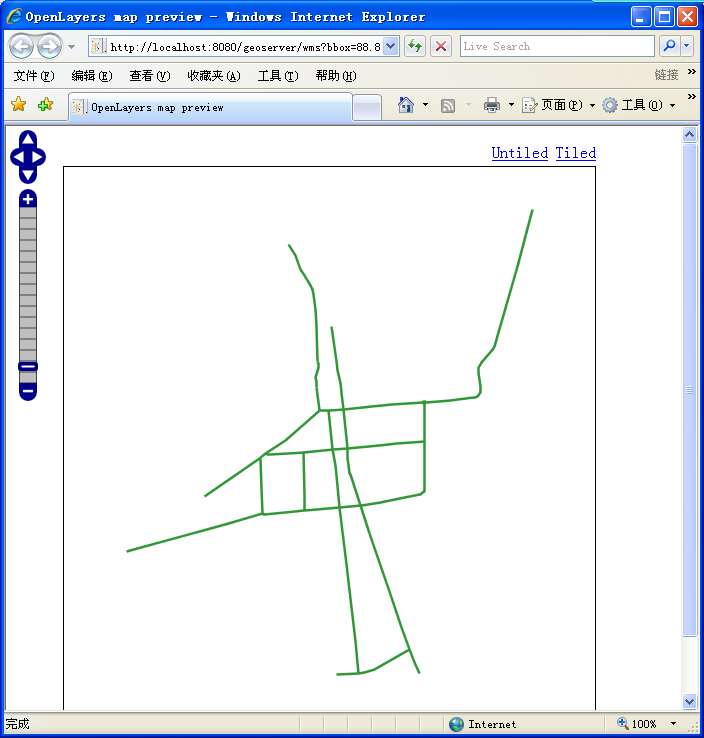 OpenLayers map preview - Windows Internet Explorer
http://localhost:8080/geoserver/wms?bbox=88.8
Live Search
文件(F) 编辑(E) 查看(V) 收藏夹(A) 工具(T) 帮助(H) 链接 »
OpenLayers map preview 页面(P) 工具(O) »
Untiled Tiled
完成 Internet 100%